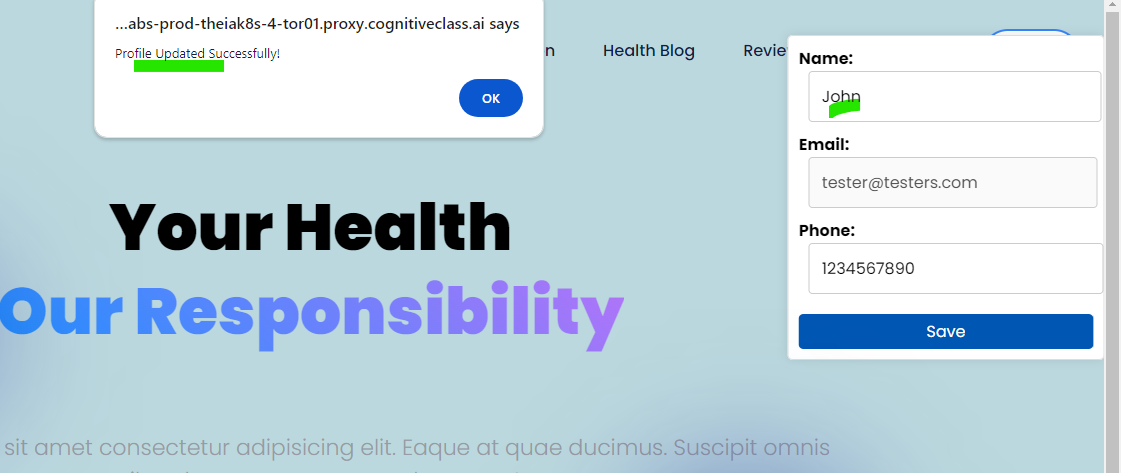 ...abs-prod-theiak8s-4-tor01.proxy.cognitiveclass.ai says
Profile Updated Successfully!
OK
n Health Blog Revie
Name:
John
Email:
tester@testers.com
Phone:
1234567890
Save
Your Health
Our Responsibility
sit amet consectetur adipisicing elit. Eaque at quae ducimus. Suscipit omnis